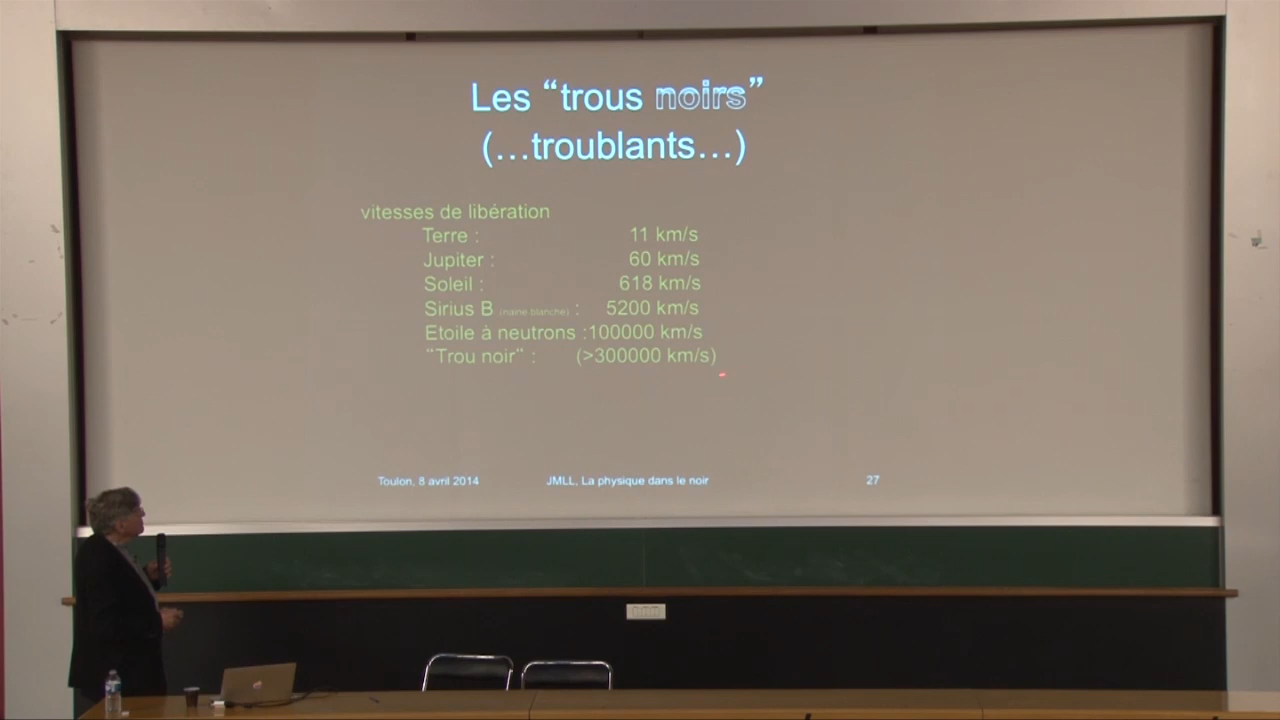 Les “trous noirs”
(...troublants...)
vitesses de libération
Terre : 11 km/s
Jupiter : 60 km/s
Soleil : 618 km/s
Sirius B (naine blanche) : 5200 km/s
Etoile à neutrons :100000 km/s
“Trou noir” : (>300000 km/s)
Toulon, 8 avril 2014 JMLL, La physique dans le noir 27